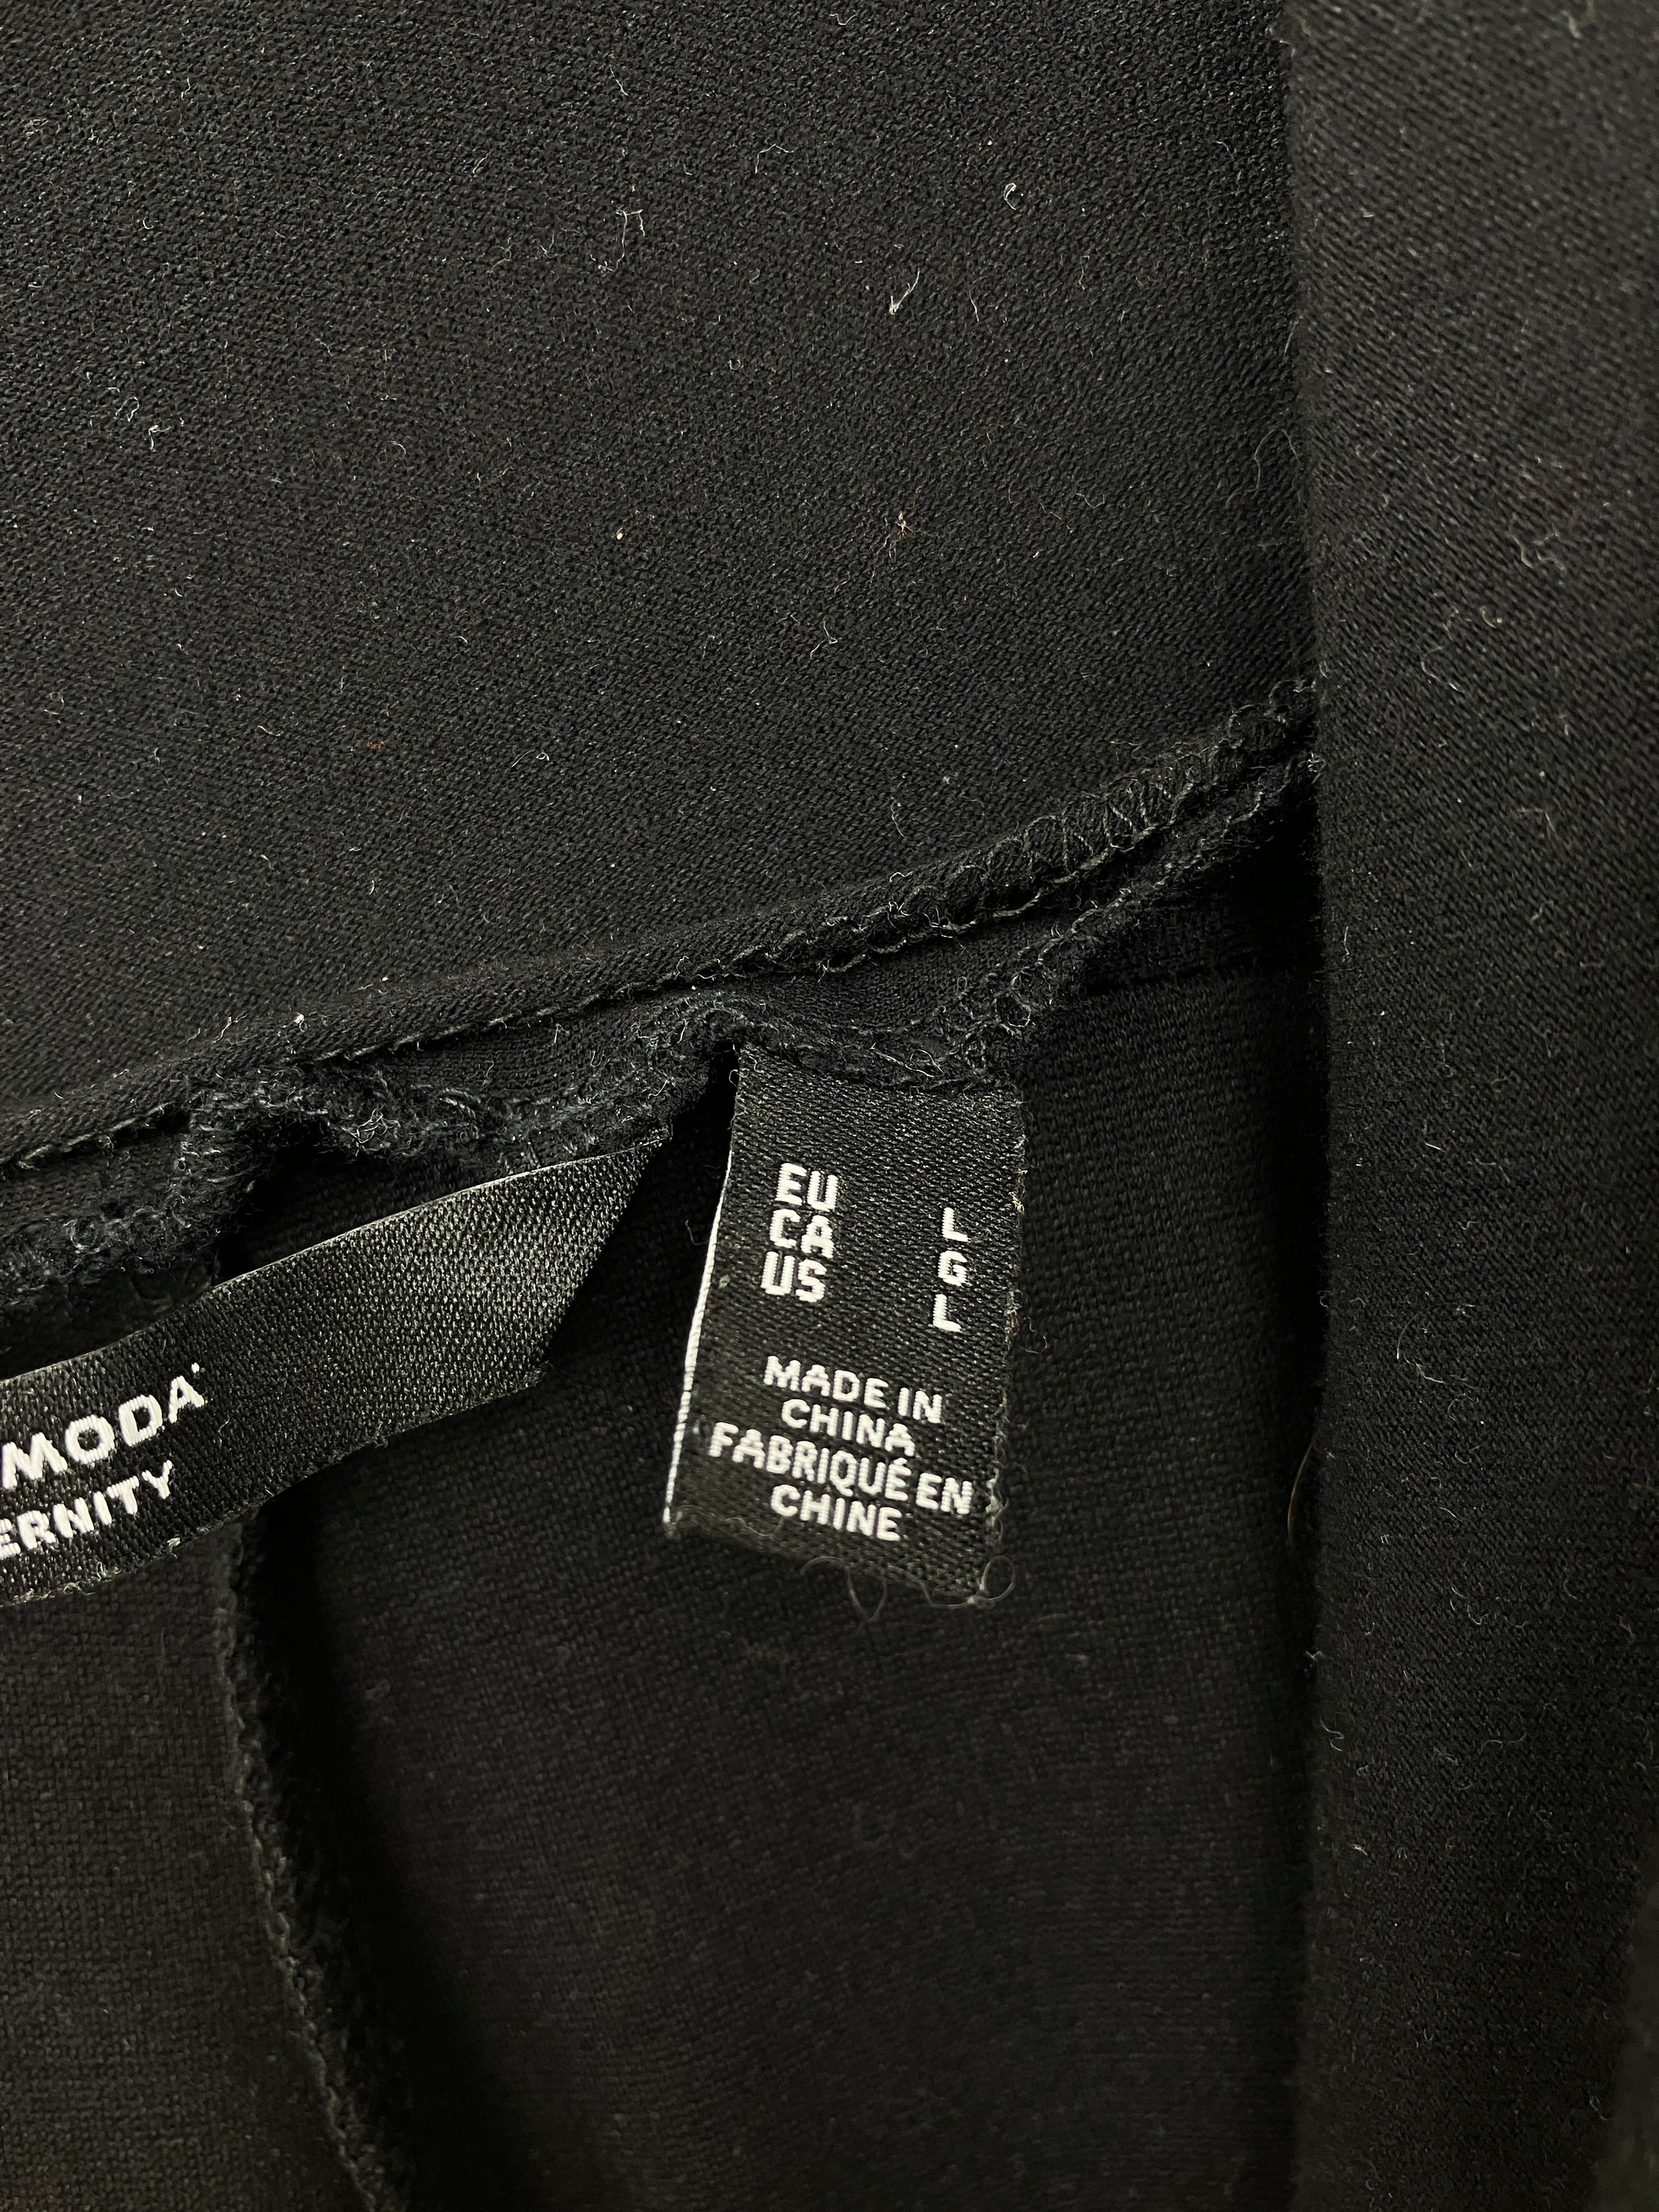 MODA
ERNITY
EU L
CA G
US L
MADE IN
CHINA
FABRIQUÉ EN
CHINE